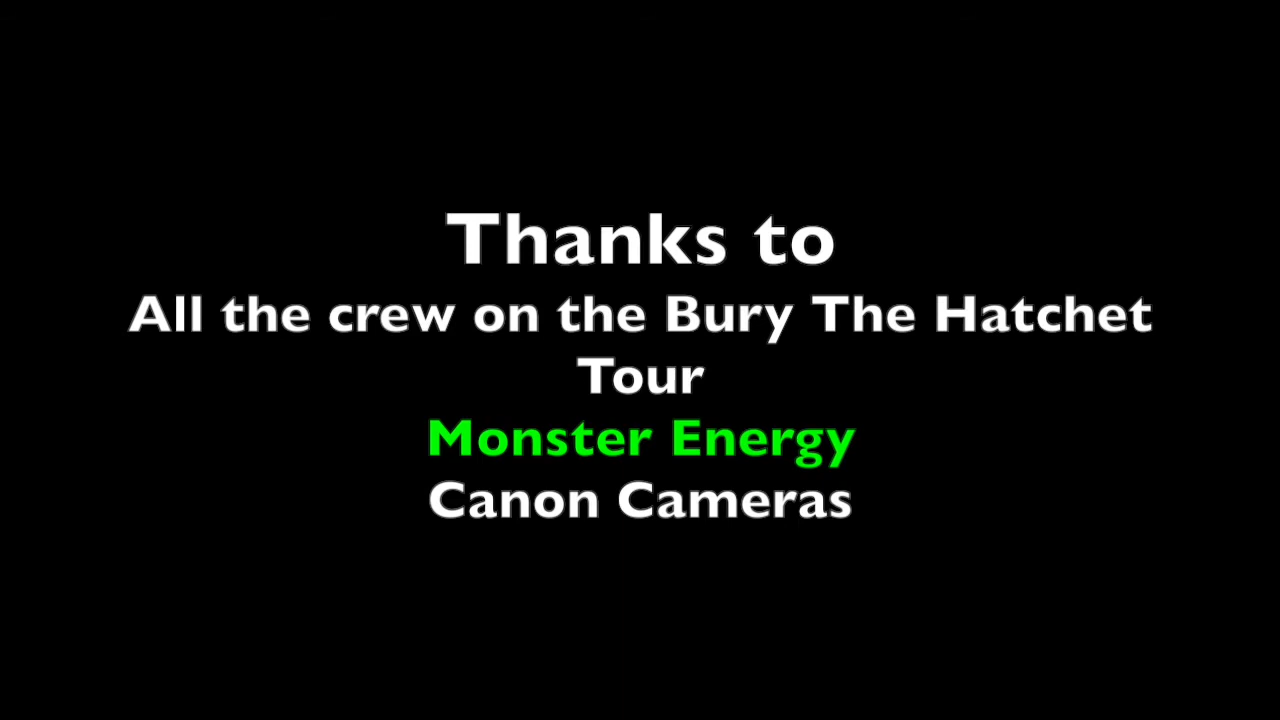 Thanks to
All the crew on the Bury The Hatchet
Tour
Monster Energy
Canon Cameras